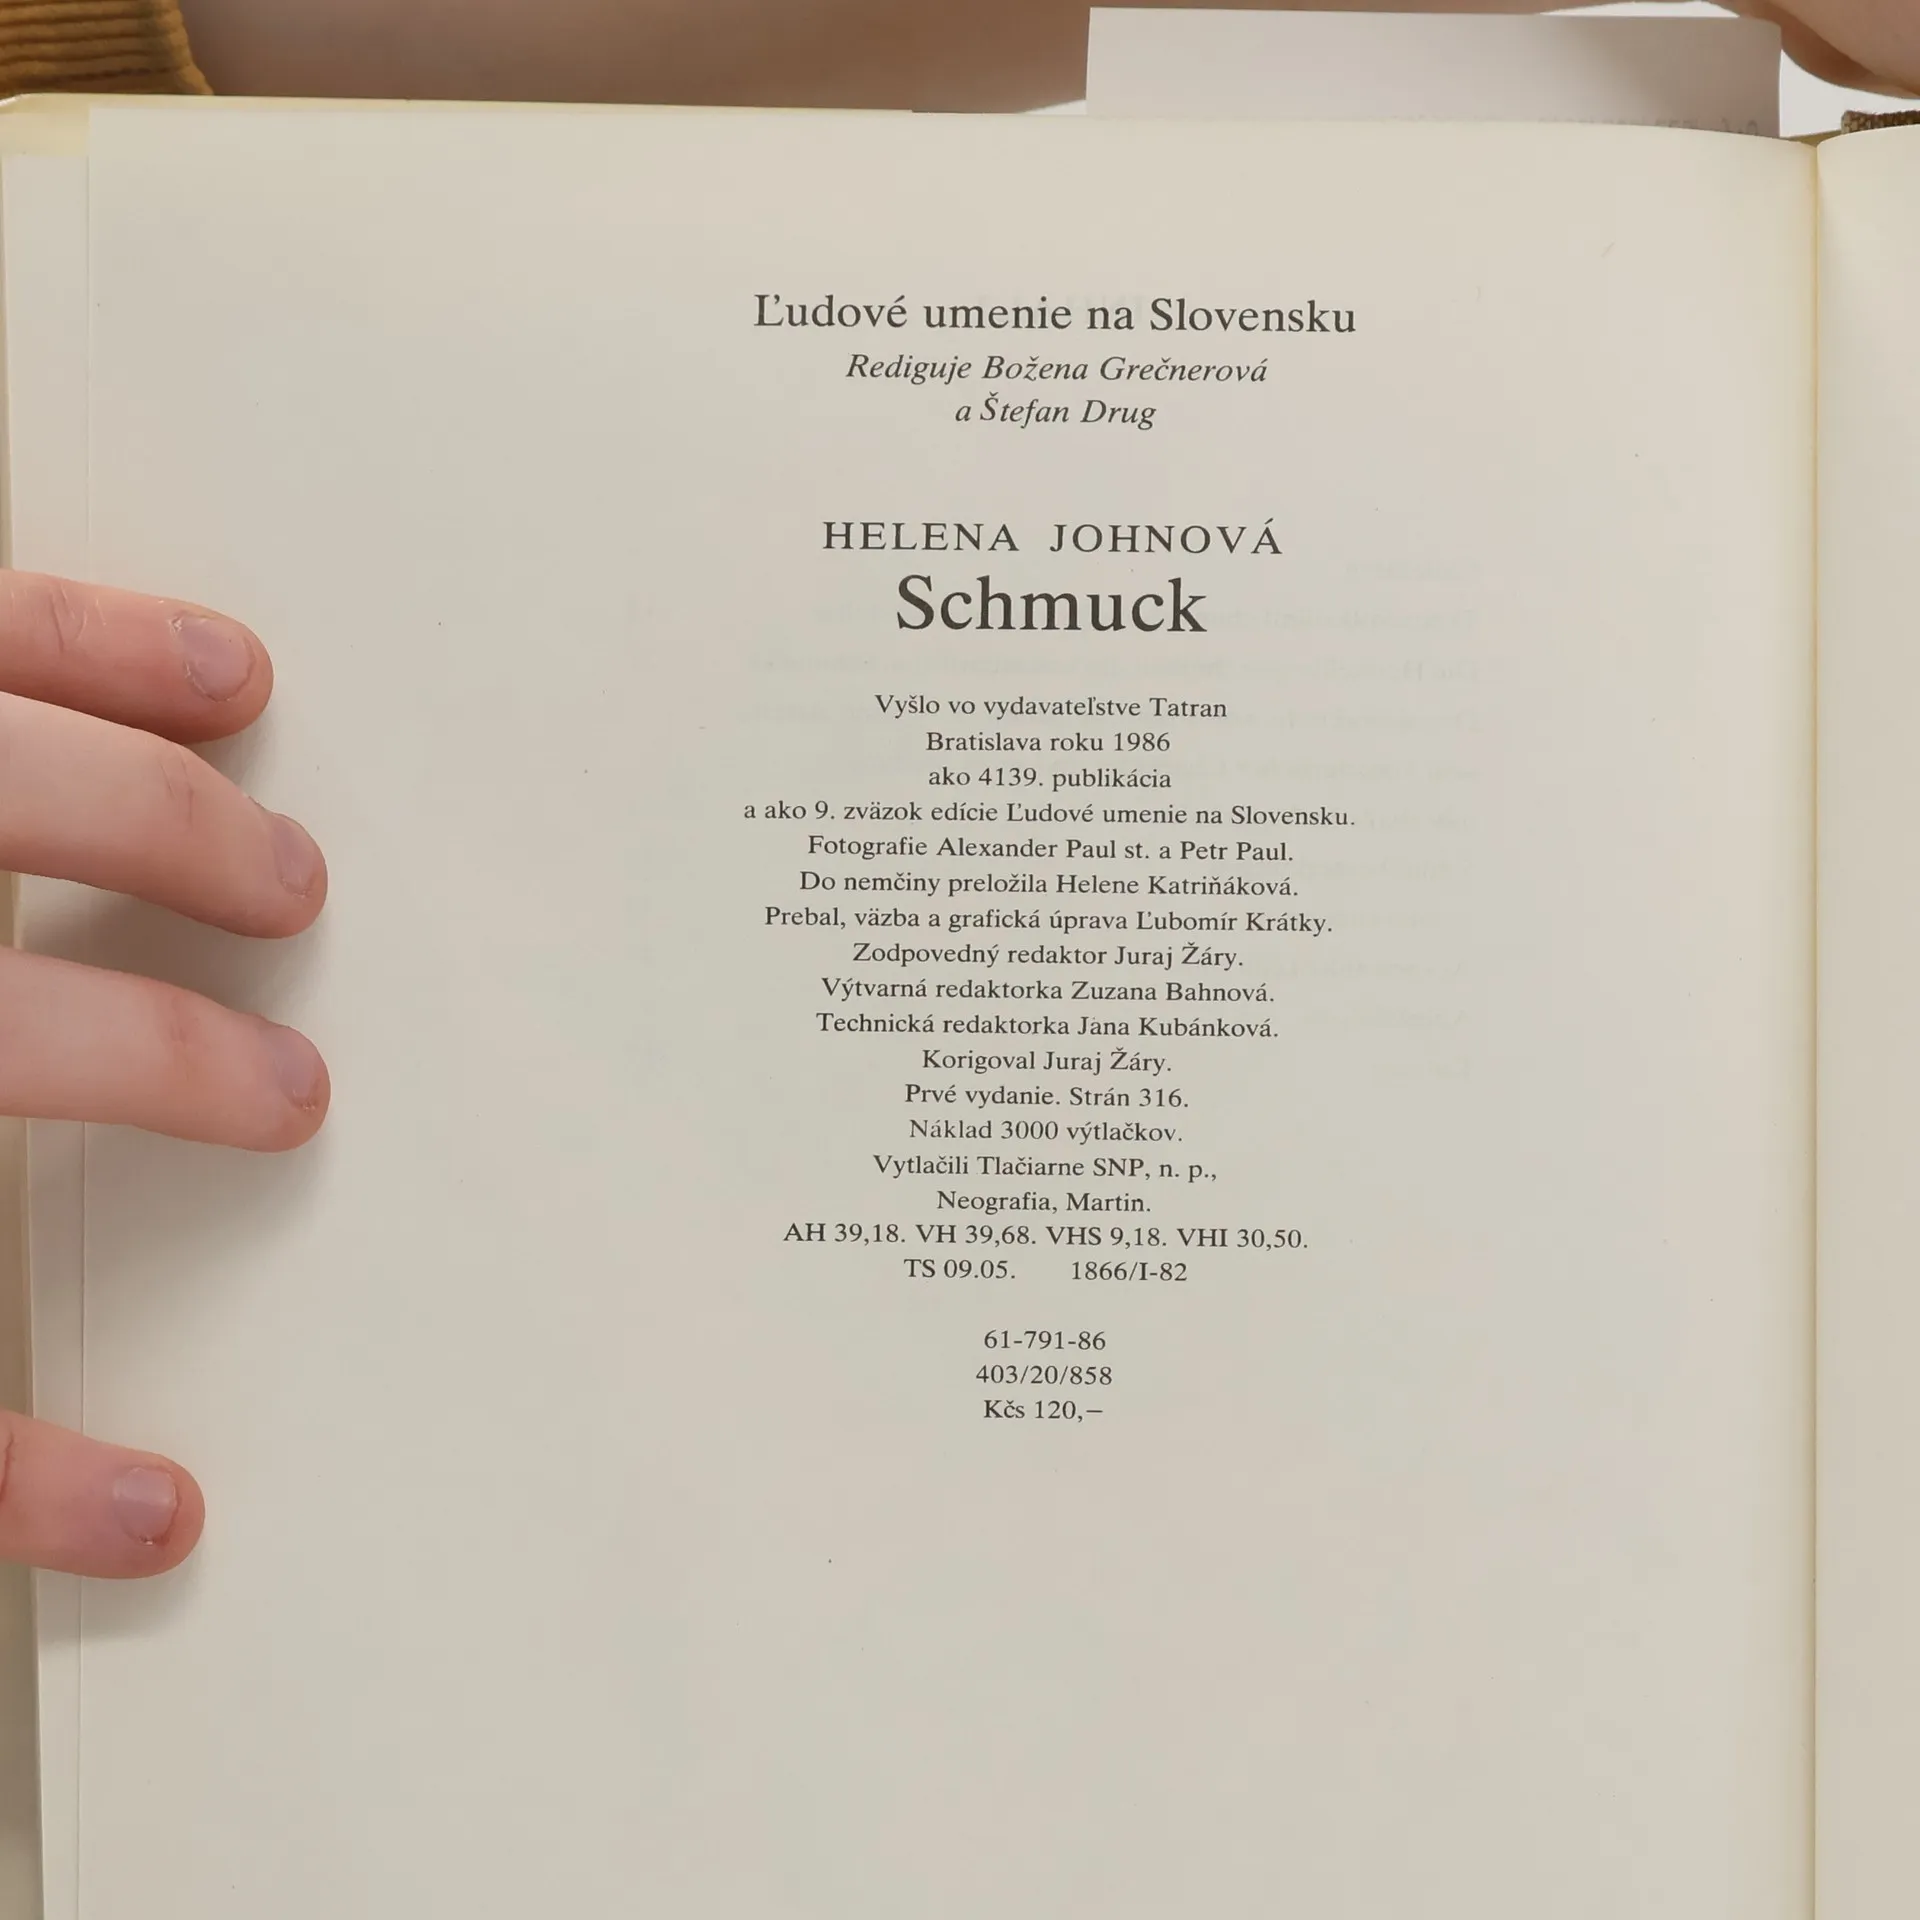 Ľudové umenie na Slovensku
Rediguje Božena Grečnerová
a Štefan Drug
HELENA JOHNOVÁ
Schmuck
Vyšlo vo vydavateľstve Tatran
Bratislava roku 1986
ako 4139. publikácia
a ako 9. zväzok edície Ľudové umenie na Slovensku.
Fotografie Alexander Paul st. a Petr Paul.
Do nemčiny preložila Helene Katriňáková.
Prebal, väzba a grafická úprava Ľubomír Krátky.
Zodpovedný redaktor Juraj Žáry.
Výtvarná redaktorka Zuzana Bahnová.
Technická redaktorka Jana Kubánková.
Korigoval Juraj Žáry.
Prvé vydanie. Strán 316.
Náklad 3000 výtlačkov.
Vytlačili Tlačiarne SNP, n. p.,
Neografia, Martin.
AH 39,18. VH 39,68. VHS 9,18. VHI 30,50.
TS 09.05. 1866/I-82
61-791-86
403/20/858
Kčs 120,—